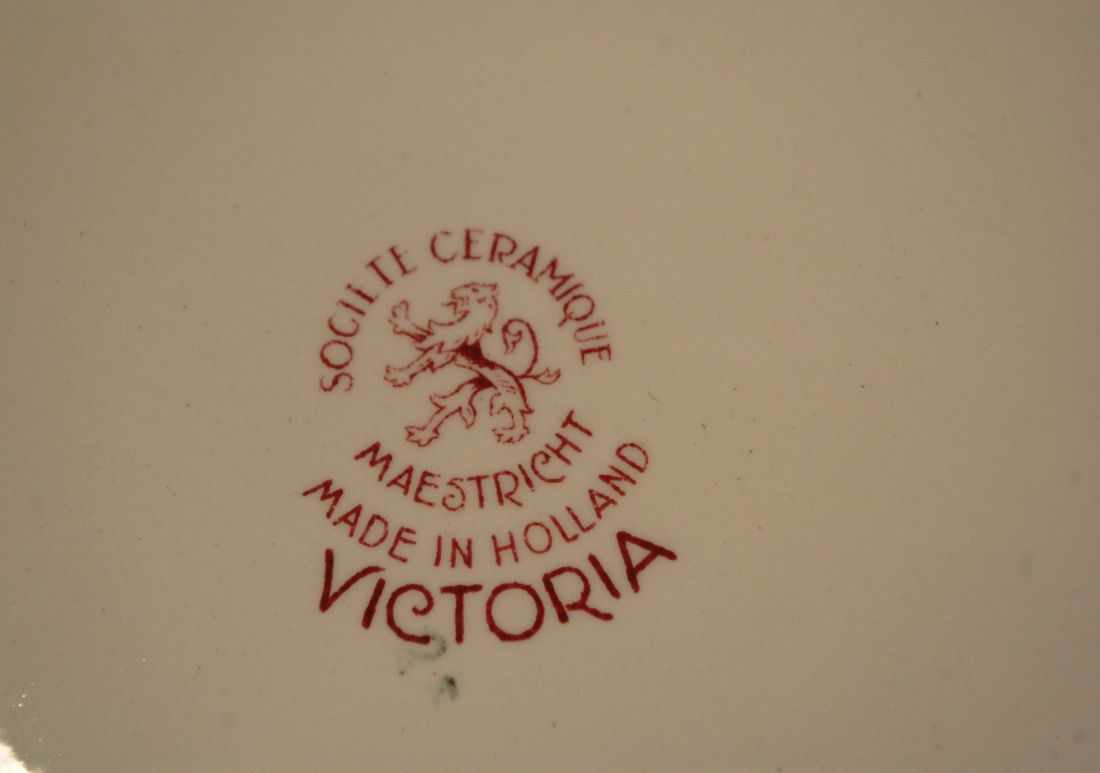 SOCIETE CERAMIQUE
MAESTRICHT
MADE IN HOLLAND
VICTORIA